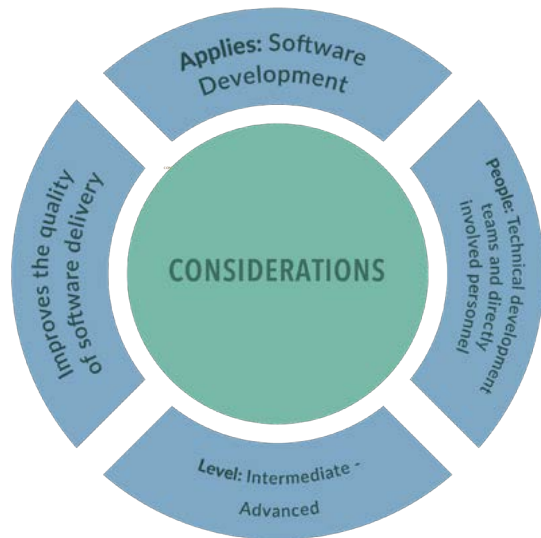 Applies: Software
Development
People: Technical development
teams and directly
involved personnel
CONSIDERATIONS
Improves the quality
of software delivery
Level: Intermediate -
Advanced